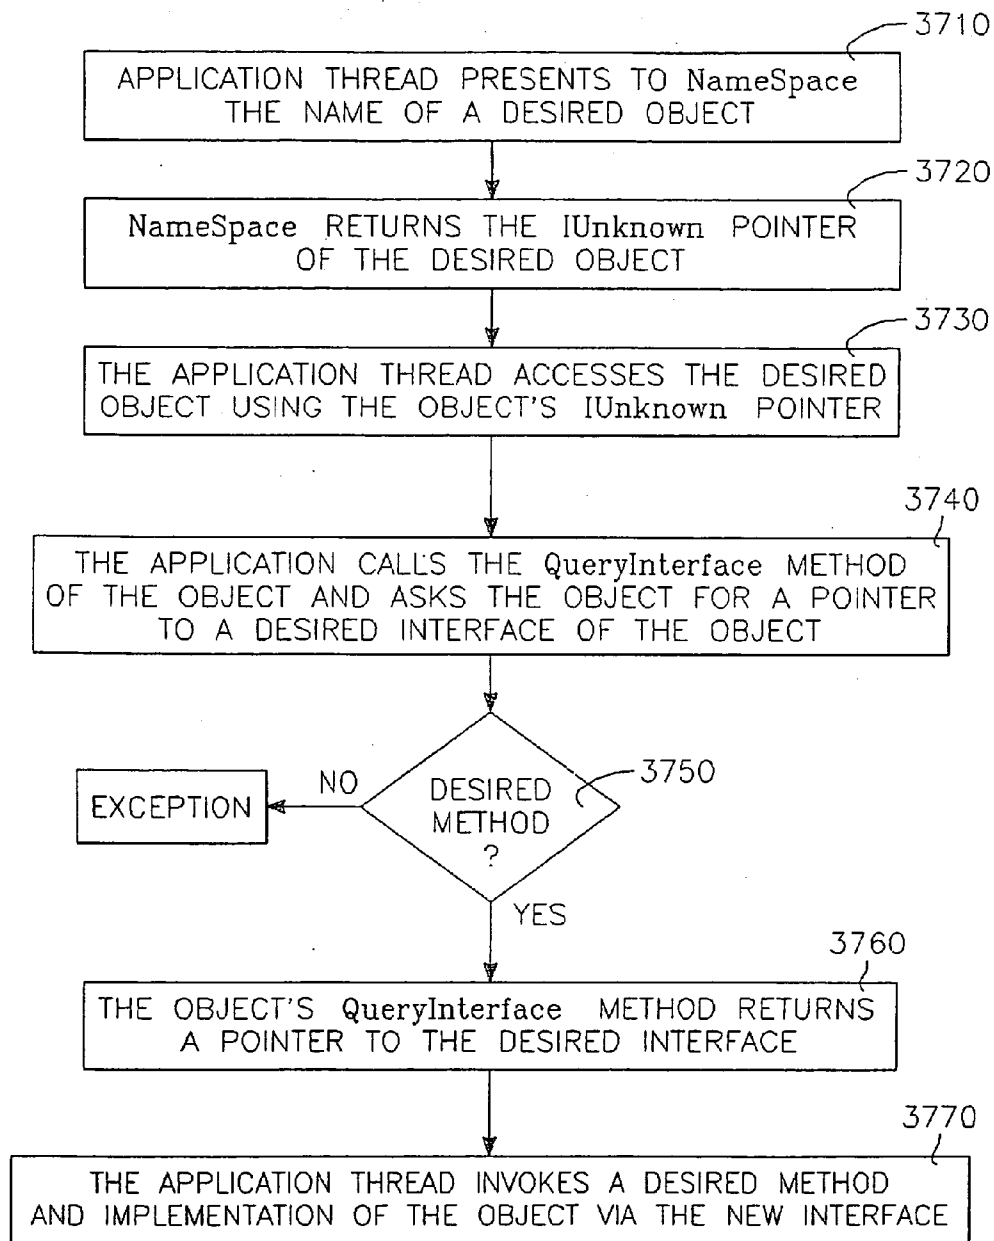 3710
APPLICATION THREAD PRESENTS TO NameSpace
THE NAME OF A DESIRED OBJECT
3720
NameSpace RETURNS THE IUnknown POINTER
OF THE DESIRED OBJECT
3730
THE APPLICATION THREAD ACCESSES THE DESIRED
OBJECT USING THE OBJECT'S IUnknown POINTER
3740
THE APPLICATION CALLS THE QueryInterface METHOD
OF THE OBJECT AND ASKS THE OBJECT FOR A POINTER
TO A DESIRED INTERFACE OF THE OBJECT
3750
DESIRED
METHOD
?
NO
EXCEPTION
YES
3760
THE OBJECT'S QueryInterface METHOD RETURNS
A POINTER TO THE DESIRED INTERFACE
3770
THE APPLICATION THREAD INVOKES A DESIRED METHOD
AND IMPLEMENTATION OF THE OBJECT VIA THE NEW INTERFACE